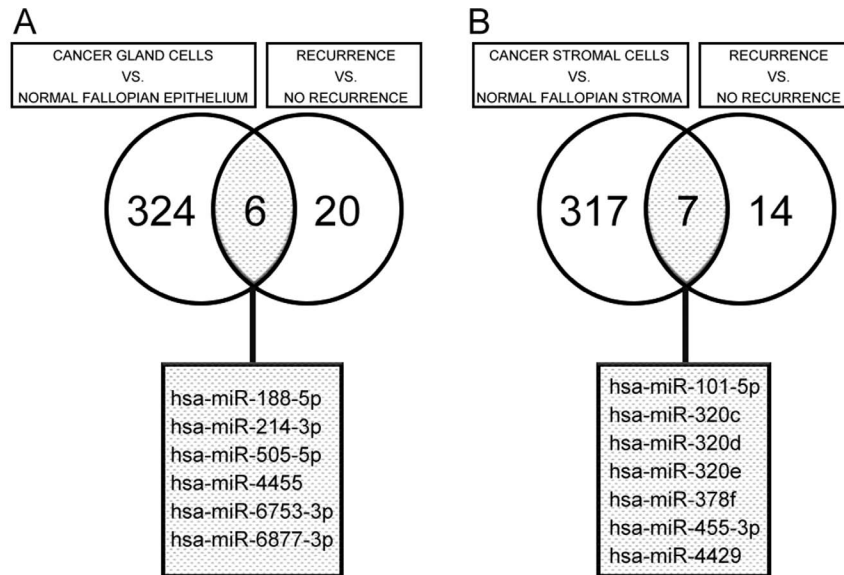 A
CANCER GLAND CELLS
VS.
NORMAL FALLOPIAN EPITHELIUM
RECURRENCE
VS.
NO RECURRENCE
324
6
20
hsa-miR-188-5p
hsa-miR-214-3p
hsa-miR-505-5p
hsa-miR-4455
hsa-miR-6753-3p
hsa-miR-6877-3p
B
CANCER STROMAL CELLS
VS.
NORMAL FALLOPIAN STROMA
RECURRENCE
VS.
NO RECURRENCE
317
7
14
hsa-miR-101-5p
hsa-miR-320c
hsa-miR-320d
hsa-miR-320e
hsa-miR-378f
hsa-miR-455-3p
hsa-miR-4429